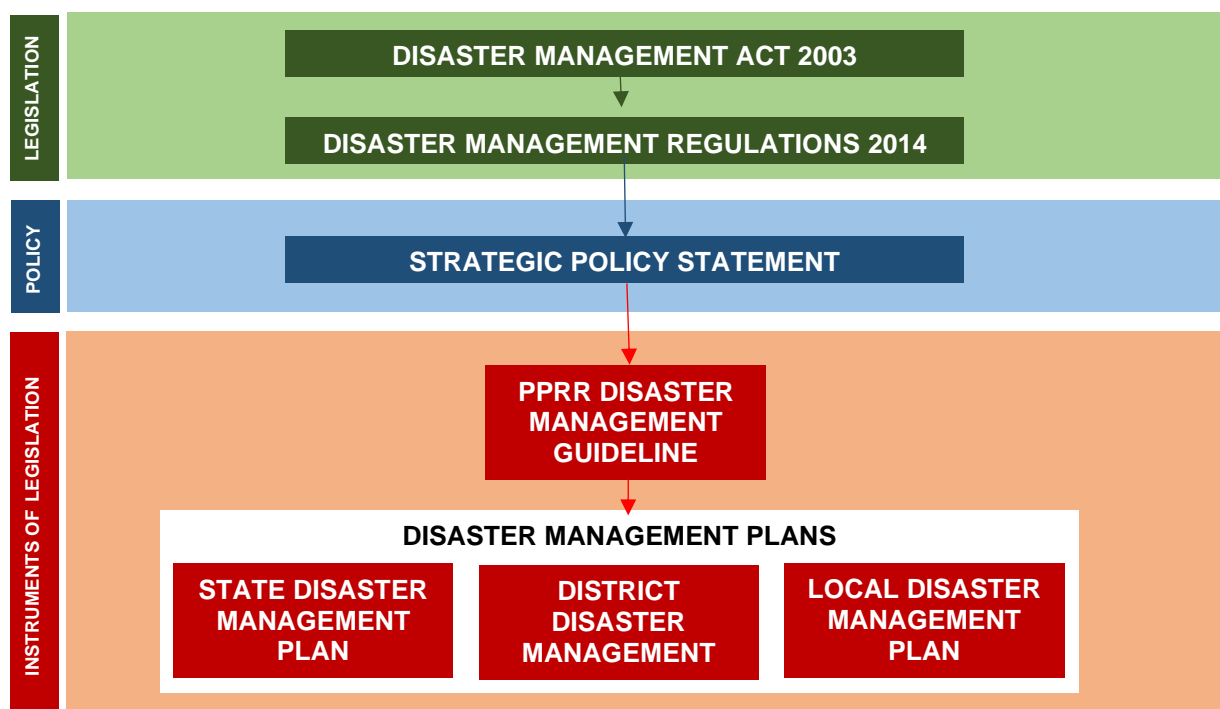 LEGISLATION
DISASTER MANAGEMENT ACT 2003
DISASTER MANAGEMENT REGULATIONS 2014
POLICY
STRATEGIC POLICY STATEMENT
INSTRUMENTS OF LEGISLATION
PPRR DISASTER
MANAGEMENT
GUIDELINE
DISASTER MANAGEMENT PLANS
STATE DISASTER
MANAGEMENT
PLAN
DISTRICT
DISASTER
MANAGEMENT
LOCAL DISASTER
MANAGEMENT
PLAN